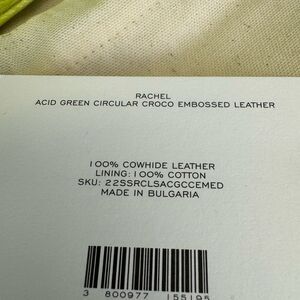 RACHEL
ACID GREEN CIRCULAR CROCO EMBOSSED LEATHER
100% COWHIDE LEATHER
LINING: 100% COTTON
SKU: 22SSRCLSACGCCEMED
MADE IN BULGARIA
3 800977 155195